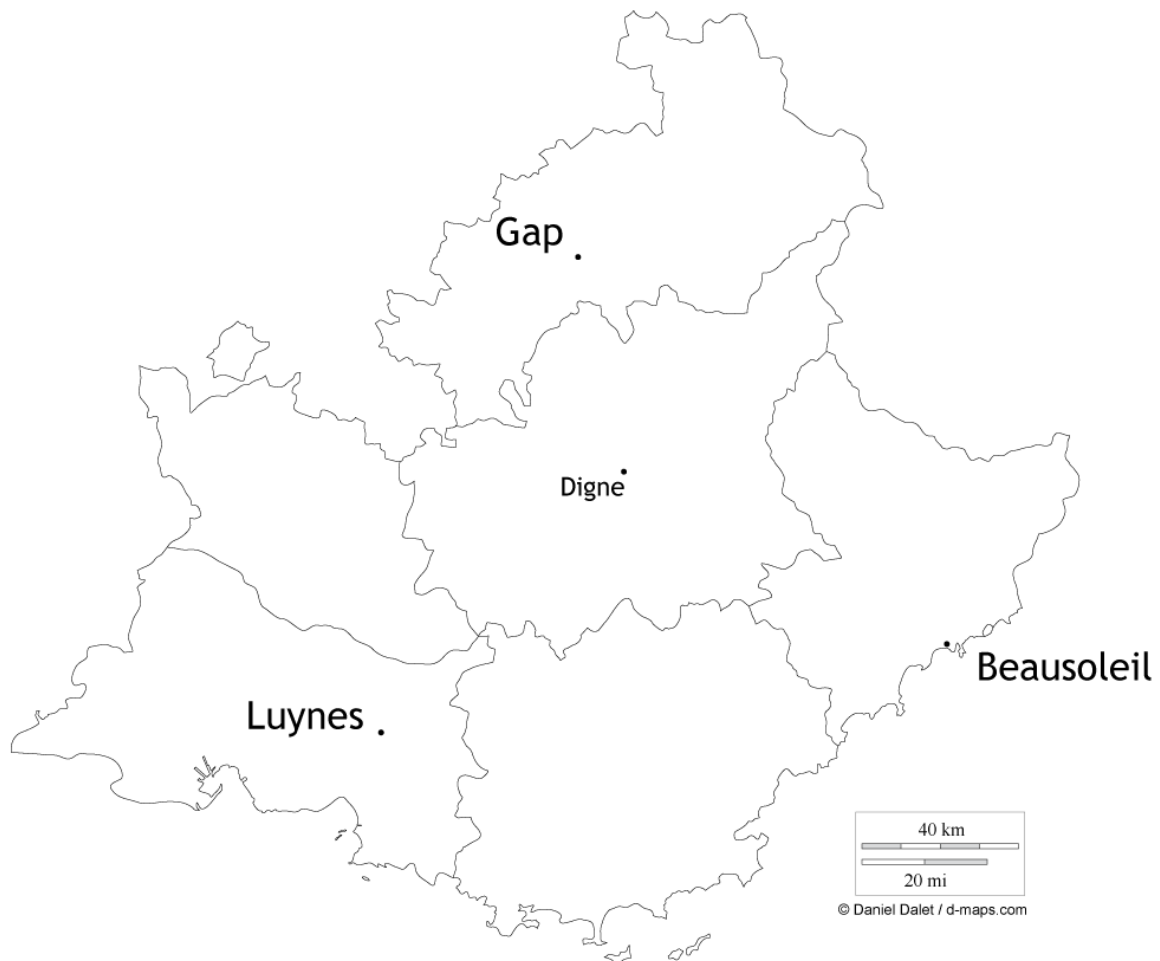 Gap
Digne
Beausoleil
Luynes
40 km
20 mi
© Daniel Dalet / d-maps.com